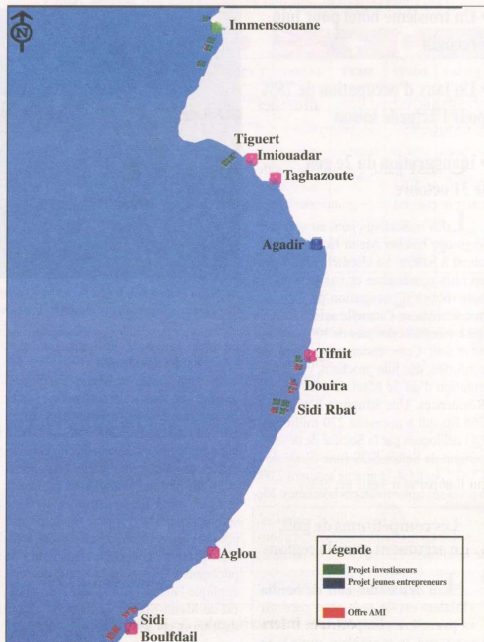 Immenssouane
Tiguert
Imiouadar
Taghazoute
Agadir
Tifnit
Douira
Sidi Rbat
Aglou
Sidi
Boulfdail
Légende
Projet investisseurs
Projet jeunes entrepreneurs
Offre AMI